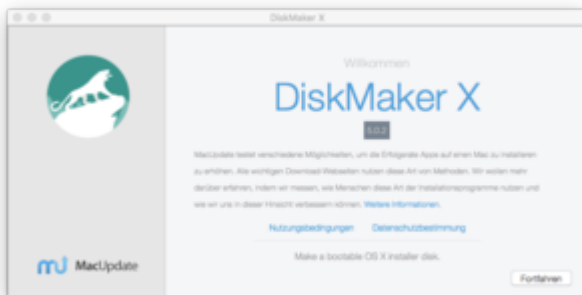 DiskMaker X
Willkommen
DiskMaker X
5.0.2
MacUpdate testet verschiedene Möglichkeiten, um die Erfolgsrate Apps auf einen Mac zu installieren
zu erhöhen. Alle wichtigen Download-Webseiten nutzen diese Art von Methoden. Wir wollen mehr
darüber erfahren, indem wir messen, wie Menschen diese Art der Installationsprogramme nutzen und
wie wir uns in dieser Hinsicht verbessern können. Weitere Informationen.
Nutzungsbedingungen Datenschutzbestimmung
Make a bootable OS X installer disk.
MacUpdate
Fortfahren